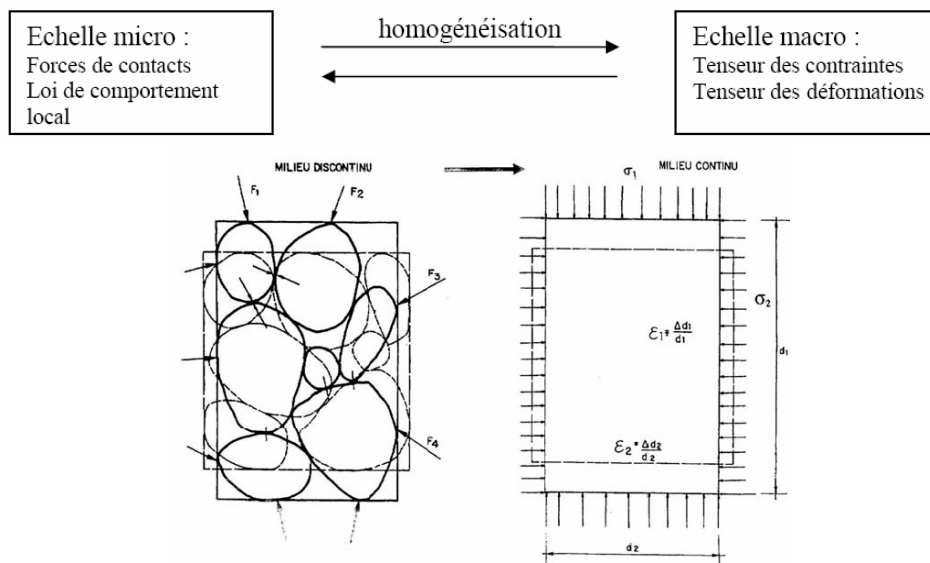 Echelle micro :
Forces de contacts
Loi de comportement
local
homogénéisation
Echelle macro :
Tenseur des contraintes
Tenseur des déformations
MILIEU DISCONTINU
MILIEU CONTINU
σ1
F1
F2
F3
F4
σ2
d1
ε1 = Δd1/d1
ε2 = Δd2/d2
d2